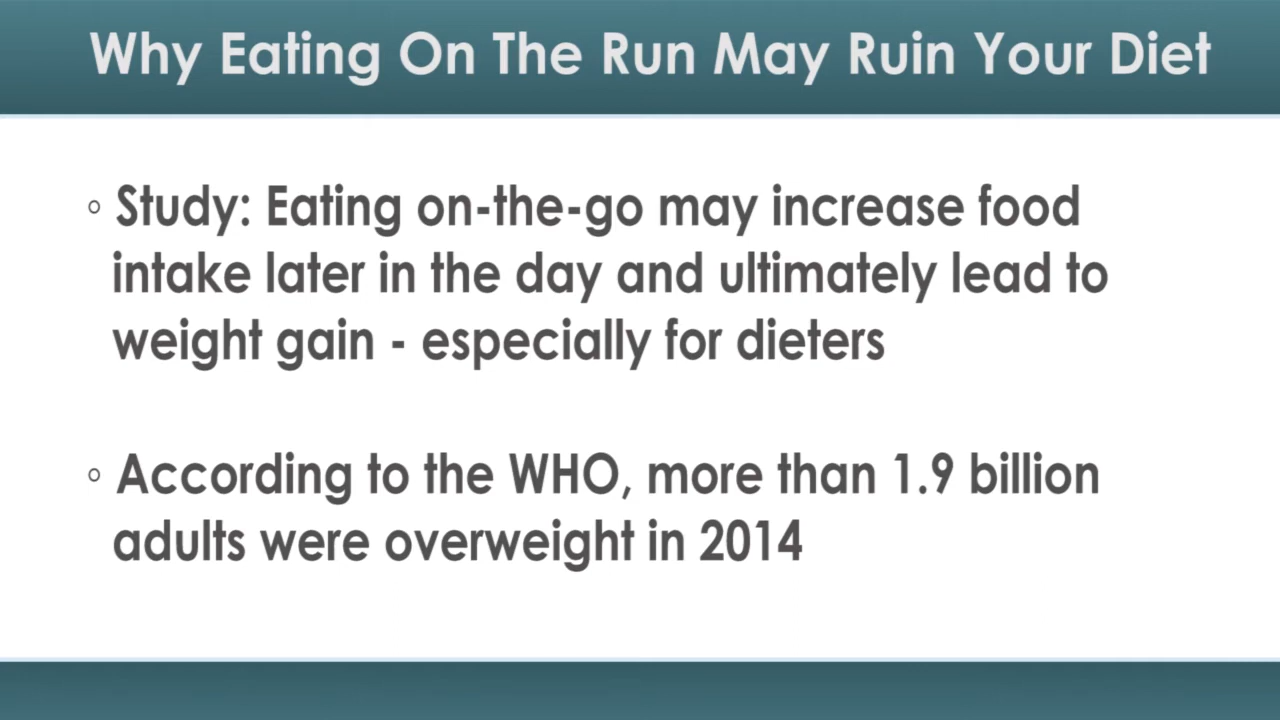 Why Eating On The Run May Ruin Your Diet
◦ Study: Eating on-the-go may increase food
intake later in the day and ultimately lead to
weight gain - especially for dieters
◦ According to the WHO, more than 1.9 billion
adults were overweight in 2014